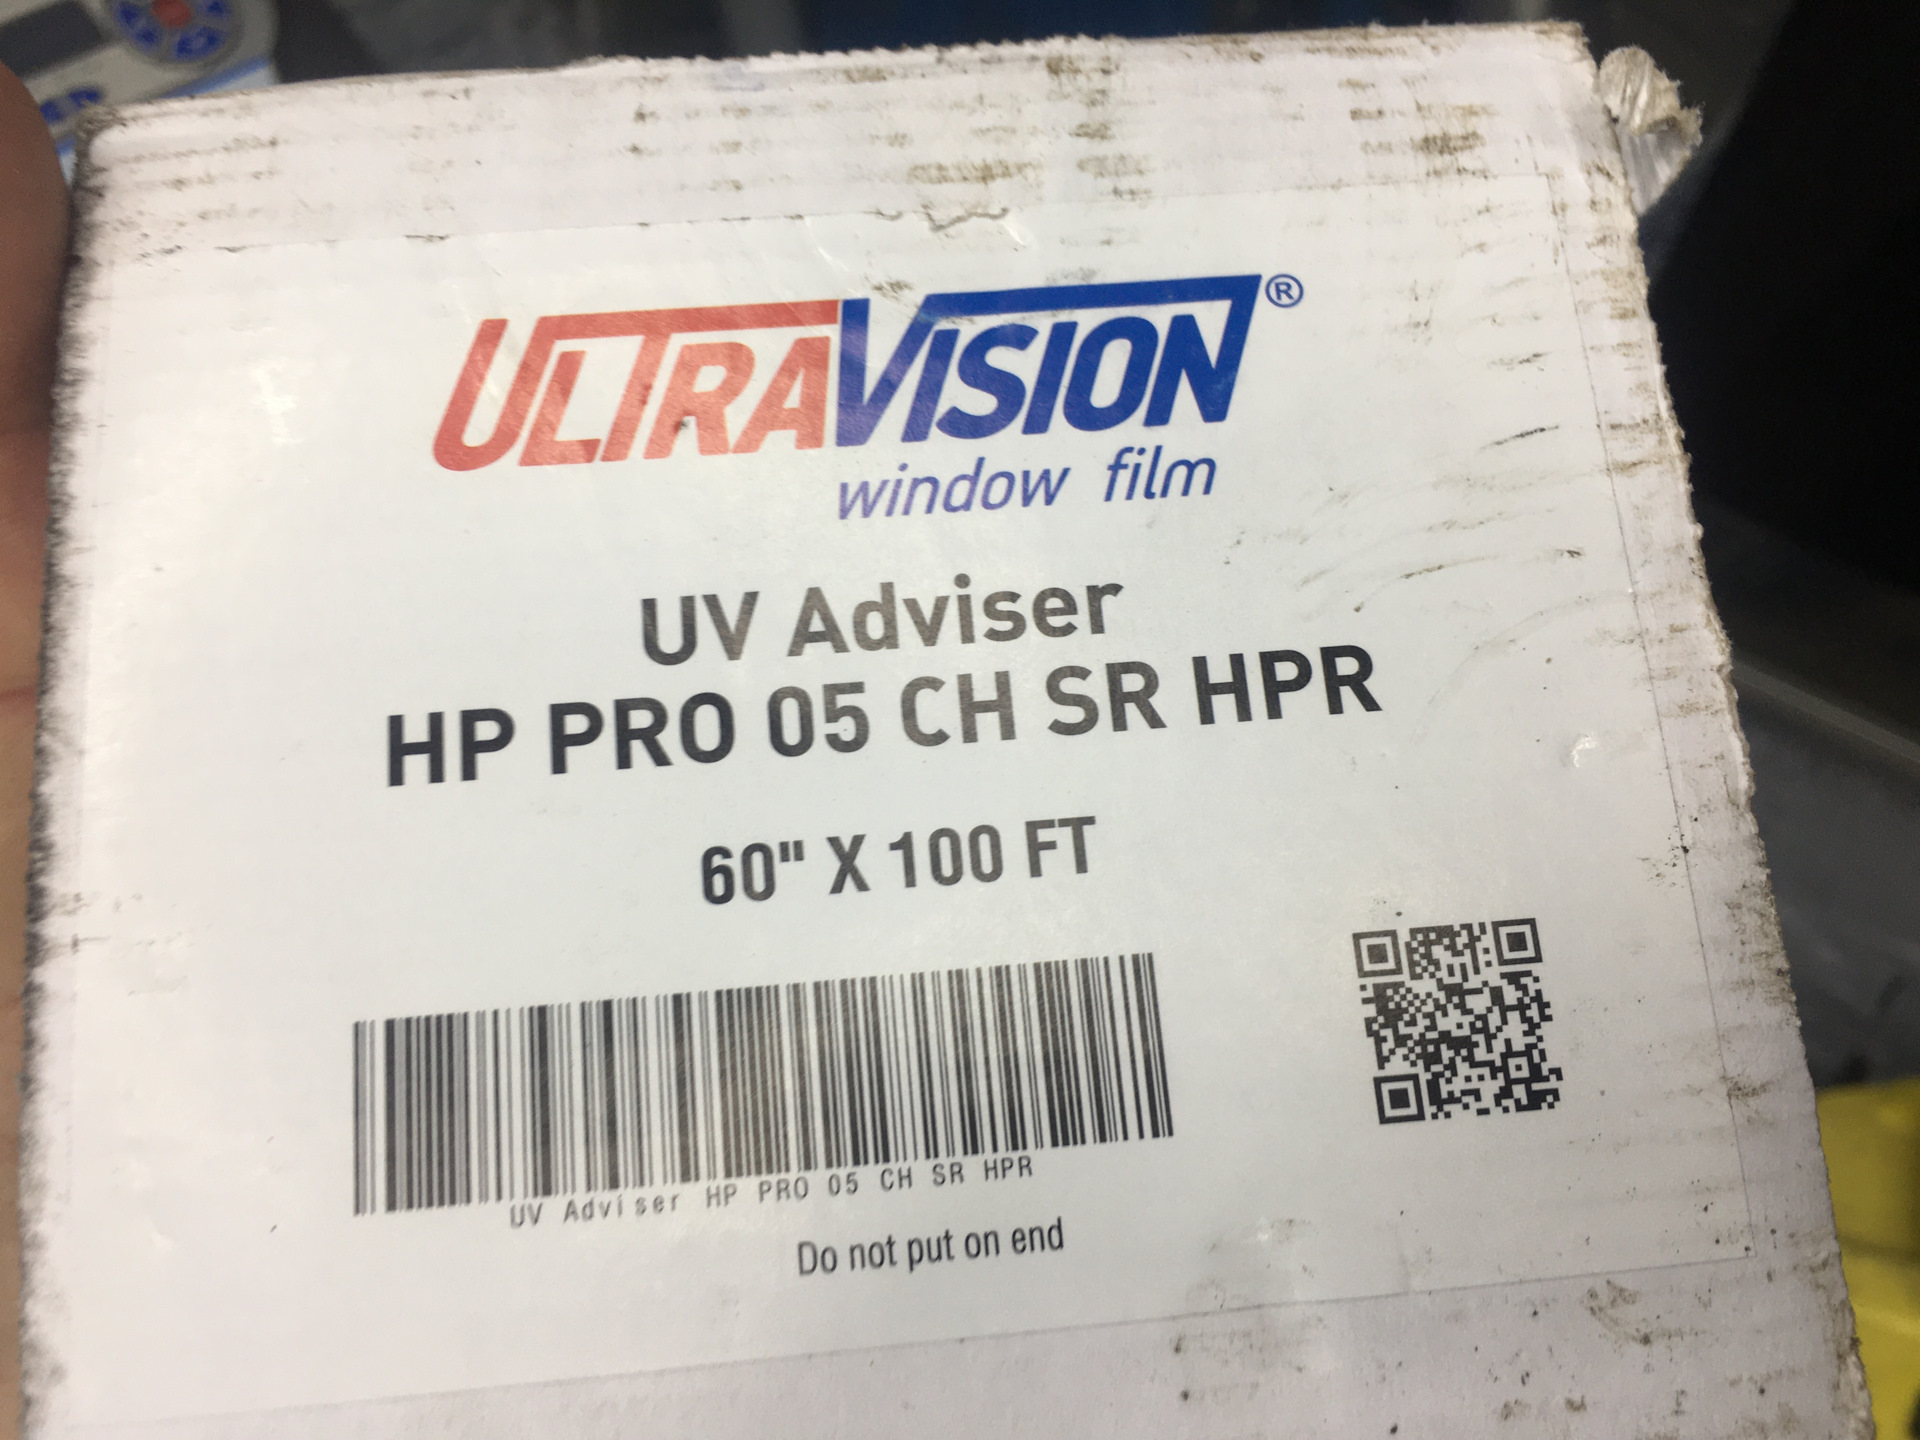 ULTRAVISION®
window film
UV Adviser
HP PRO 05 CH SR HPR
60" X 100 FT
UV Adviser HP PRO 05 CH SR HPR
Do not put on end